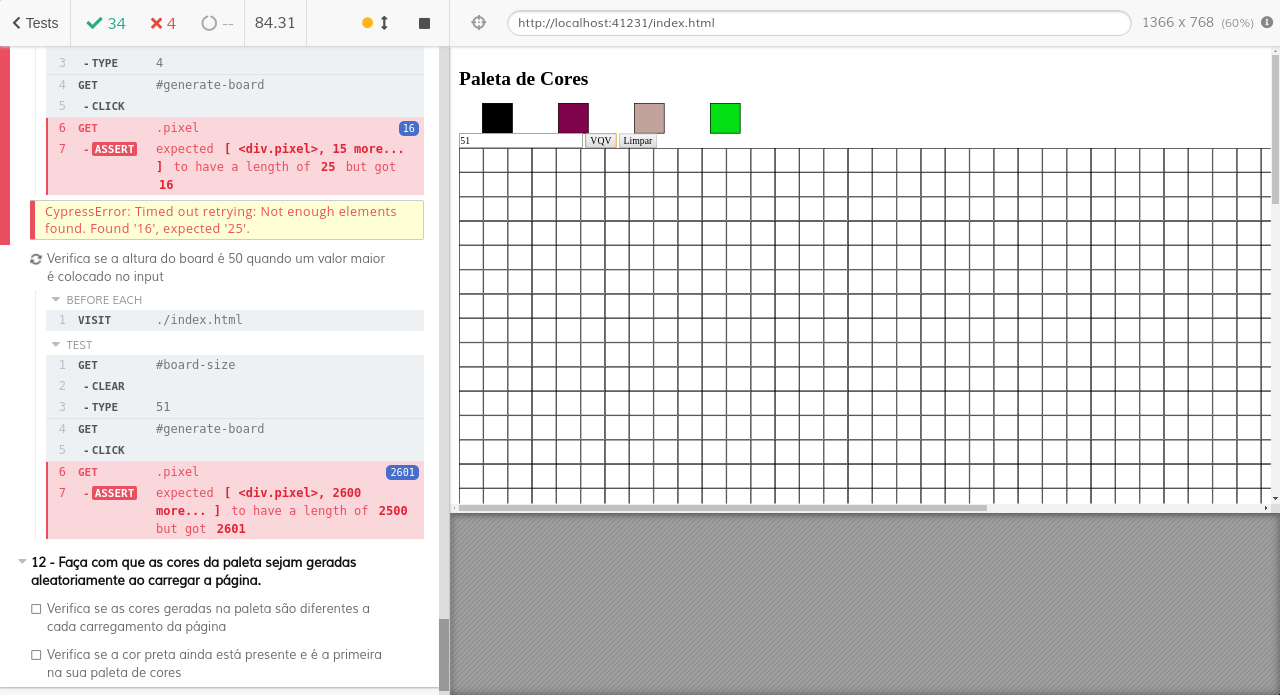 Tests 34 4 -- 84.31
http://localhost:41231/index.html 1366 x 768 (60%)
3 - TYPE 4
4 GET #generate-board
5 - CLICK
6 GET .pixel 16
7 - ASSERT expected [ <div.pixel>, 15 more...
] to have a length of 25 but got
16
CypressError: Timed out retrying: Not enough elements
found. Found '16', expected '25'.
Verifica se a altura do board é 50 quando um valor maior
é colocado no input
BEFORE EACH
1 VISIT ./index.html
TEST
1 GET #board-size
2 - CLEAR
3 - TYPE 51
4 GET #generate-board
5 - CLICK
6 GET .pixel 2601
7 - ASSERT expected [ <div.pixel>, 2600
more... ] to have a length of 2500
but got 2601
12 - Faça com que as cores da paleta sejam geradas
aleatoriamente ao carregar a página.
Verifica se as cores geradas na paleta são diferentes a
cada carregamento da página
Verifica se a cor preta ainda está presente e é a primeira
na sua paleta de cores
Paleta de Cores
51 VQV Limpar